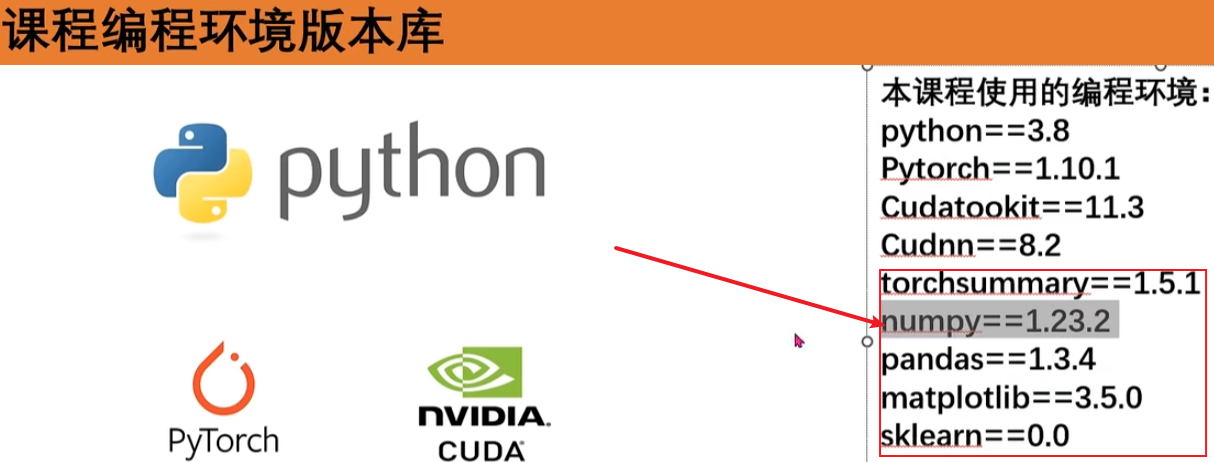 课程编程环境版本库
python
本课程使用的编程环境：
python==3.8
Pytorch==1.10.1
Cudatookit==11.3
Cudnn==8.2
torchsummary==1.5.1
numpy==1.23.2
pandas==1.3.4
matplotlib==3.5.0
sklearn==0.0
PyTorch
NVIDIA.
CUDA